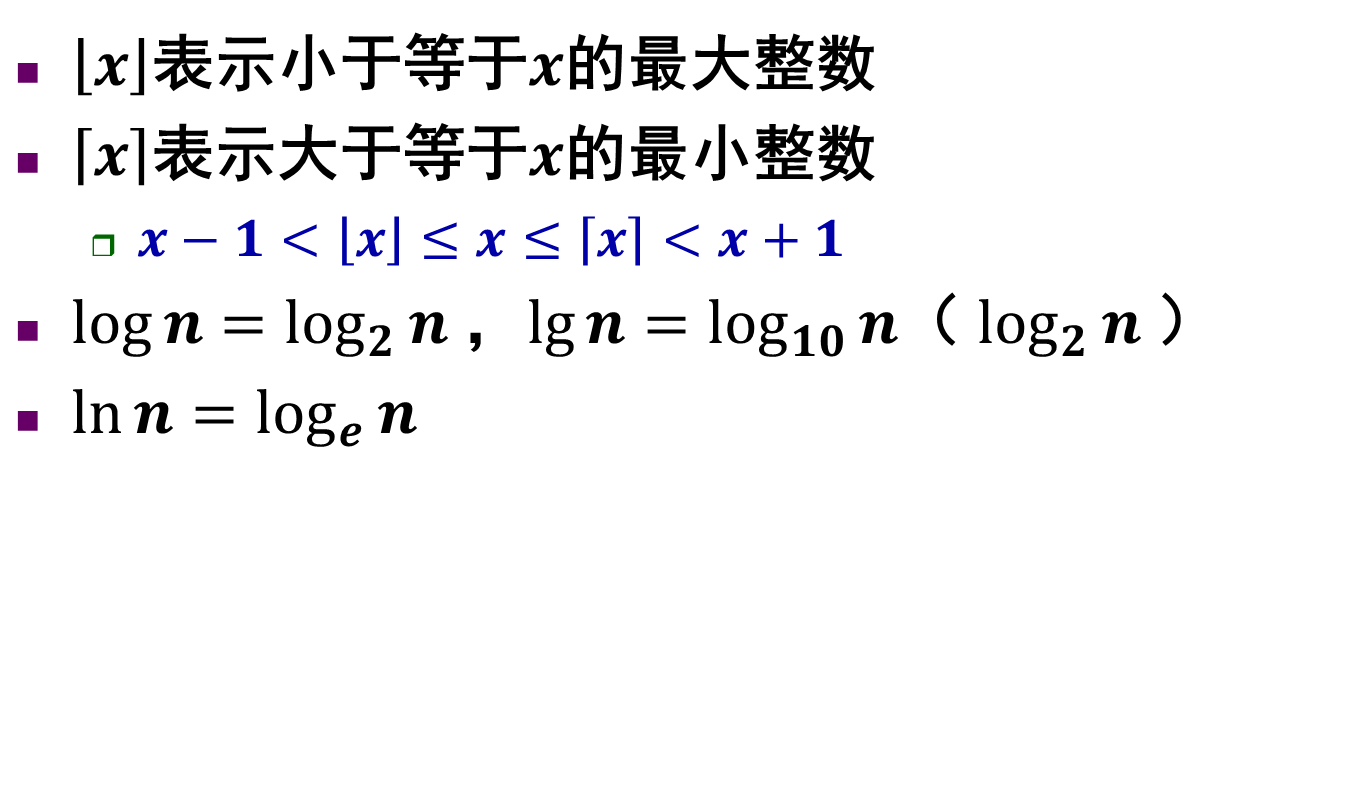 ⌊x⌋表示小于等于x的最大整数
⌈x⌉表示大于等于x的最小整数
x − 1 < ⌊x⌋ ≤ x ≤ ⌈x⌉ < x + 1
log n = log₂ n，lg n = log₁₀ n（ log₂ n ）
ln n = logₑ n